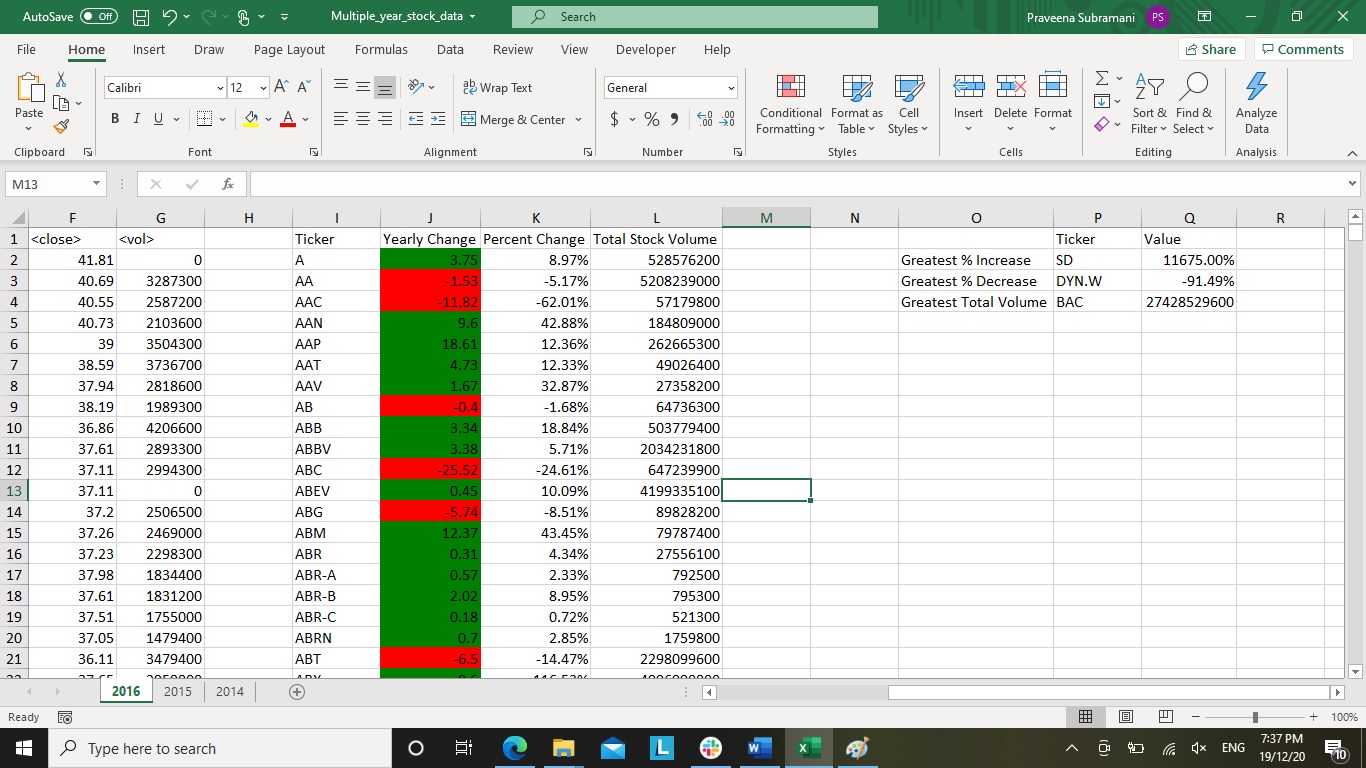 AutoSave Off Multiple_year_stock_data Search Praveena Subramani PS
File Home Insert Draw Page Layout Formulas Data Review View Developer Help Share Comments
Calibri 12 A A ab Wrap Text General Σ A Z
Paste B I U A Merge & Center $ % Conditional Formatting Format as Table Cell Styles Insert Delete Format Sort & Filter Find & Select Analyze Data
Clipboard Font Alignment Number Styles Cells Editing Analysis
M13 fx
F G H I J K L M N O P Q R
1 <close> <vol> Ticker Yearly Change Percent Change Total Stock Volume Ticker Value
2 41.81 0 A 3.75 8.97% 528576200 Greatest % Increase SD 11675.00%
3 40.69 3287300 AA -1.53 -5.17% 5208239000 Greatest % Decrease DYN.W -91.49%
4 40.55 2587200 AAC -11.82 -62.01% 57179800 Greatest Total Volume BAC 27428529600
5 40.73 2103600 AAN 9.6 42.88% 184809000
6 39 3504300 AAP 18.61 12.36% 262665300
7 38.59 3736700 AAT 4.73 12.33% 49026400
8 37.94 2818600 AAV 1.67 32.87% 27358200
9 38.19 1989300 AB -0.4 -1.68% 64736300
10 36.86 4206600 ABB 3.34 18.84% 503779400
11 37.61 2893300 ABBV 3.38 5.71% 2034231800
12 37.11 2994300 ABC -25.52 -24.61% 647239900
13 37.11 0 ABEV 0.45 10.09% 4199335100
14 37.2 2506500 ABG -5.74 -8.51% 89828200
15 37.26 2469000 ABM 12.37 43.45% 79787400
16 37.23 2298300 ABR 0.31 4.34% 27556100
17 37.98 1834400 ABR-A 0.57 2.33% 792500
18 37.61 1831200 ABR-B 2.02 8.95% 795300
19 37.51 1755000 ABR-C 0.18 0.72% 521300
20 37.05 1479400 ABRN 0.7 2.85% 1759800
21 36.11 3479400 ABT -6.5 -14.47% 2298099600
2016 2015 2014
Ready 100%
Type here to search L W X ENG 7:37 PM
19/12/20 10